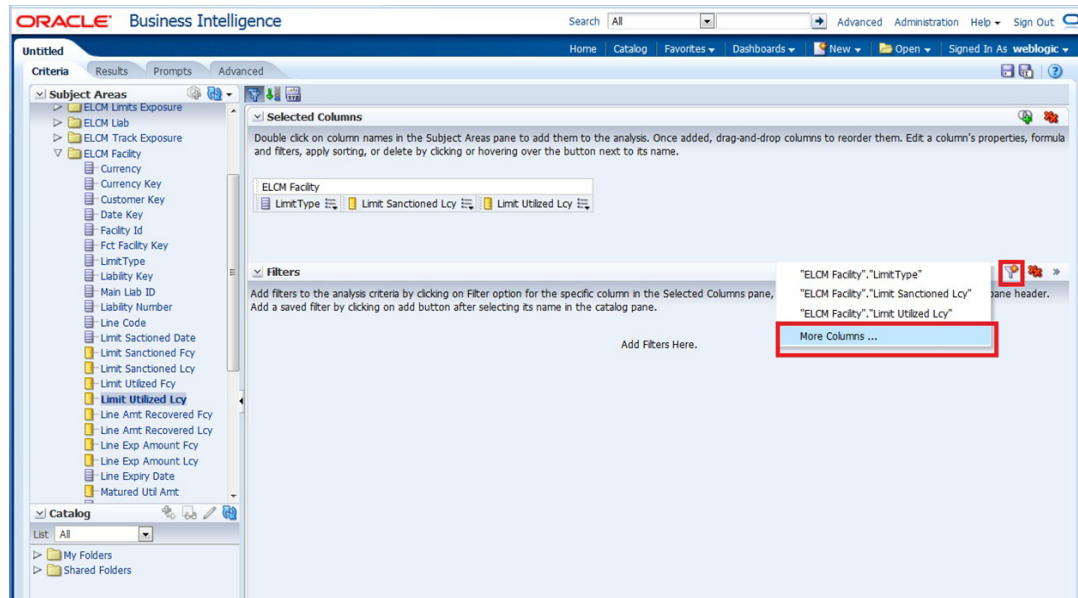 ORACLE Business Intelligence
Search All Advanced Administration Help Sign Out
Untitled
Home Catalog Favorites Dashboards New Open Signed In As weblogic
Criteria Results Prompts Advanced
Subject Areas
ELCM Limits Exposure
ELCM Liab
ELCM Track Exposure
ELCM Facility
Currency
Currency Key
Customer Key
Date Key
Facility Id
Fct Facility Key
LimitType
Liability Key
Main Liab ID
Liability Number
Line Code
Limit Sactioned Date
Limit Sanctioned Fcy
Limit Sanctioned Lcy
Limit Utilized Fcy
Limit Utilized Lcy
Line Amt Recovered Fcy
Line Amt Recovered Lcy
Line Exp Amount Fcy
Line Exp Amount Lcy
Line Expiry Date
Matured Util Amt
Catalog
List All
My Folders
Shared Folders
Selected Columns
Double click on column names in the Subject Areas pane to add them to the analysis. Once added, drag-and-drop columns to reorder them. Edit a column's properties, formula
and filters, apply sorting, or delete by clicking or hovering over the button next to its name.
ELCM Facility
LimitType Limit Sanctioned Lcy Limit Utilized Lcy
Filters
Add filters to the analysis criteria by clicking on Filter option for the specific column in the Selected Columns pane, pane header.
Add a saved filter by clicking on add button after selecting its name in the catalog pane.
Add Filters Here.
"ELCM Facility"."LimitType"
"ELCM Facility"."Limit Sanctioned Lcy"
"ELCM Facility"."Limit Utilized Lcy"
More Columns ...